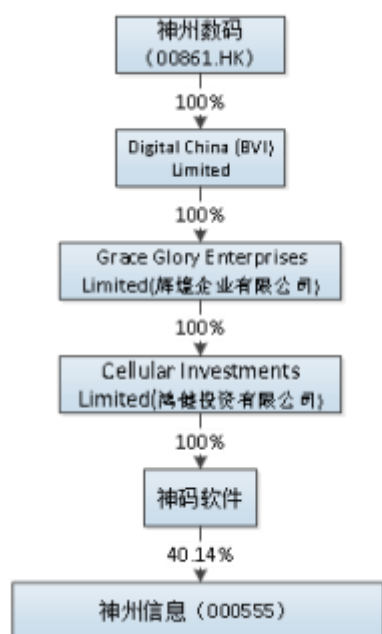 神州数码
（00861.HK）
100%
Digital China (BVI)
Limited
100%
Grace Glory Enterprises
Limited(辉煌企业有限公司)
100%
Cellular Investments
Limited(鸿健投资有限公司)
100%
神码软件
40.14%
神州信息（000555）